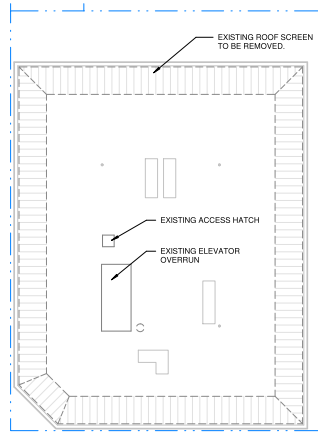 EXISTING ROOF SCREEN
TO BE REMOVED.
EXISTING ACCESS HATCH
EXISTING ELEVATOR
OVERRUN